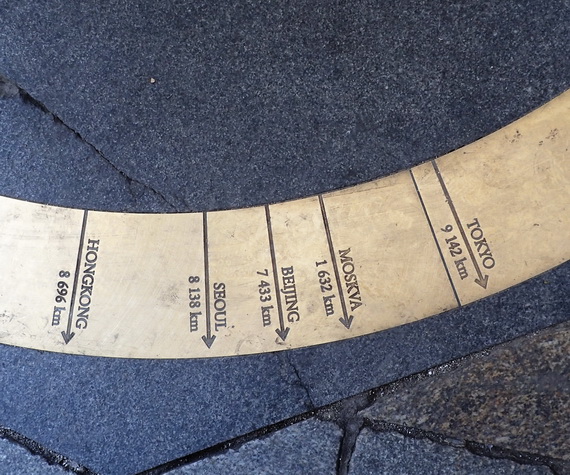 HONGKONG
8 696 km
SEOUL
8 138 km
BEIJING
7 433 km
MOSKVA
1 632 km
TOKYO
9 142 km